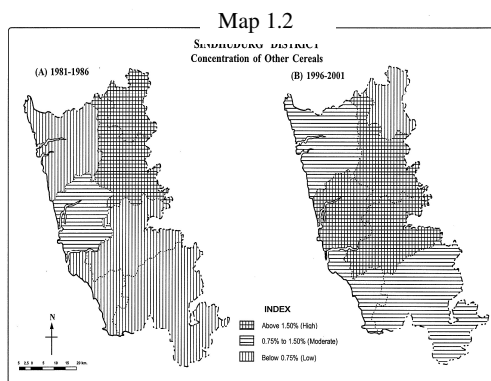 Map 1.2
SINDHUDURG DISTRICT
Concentration of Other Cereals
(A) 1981-1986
(B) 1996-2001
INDEX
Above 1.50% (High)
0.75% to 1.50% (Moderate)
Below 0.75% (Low)
N
5 2.5 0 5 10 15 20 km.